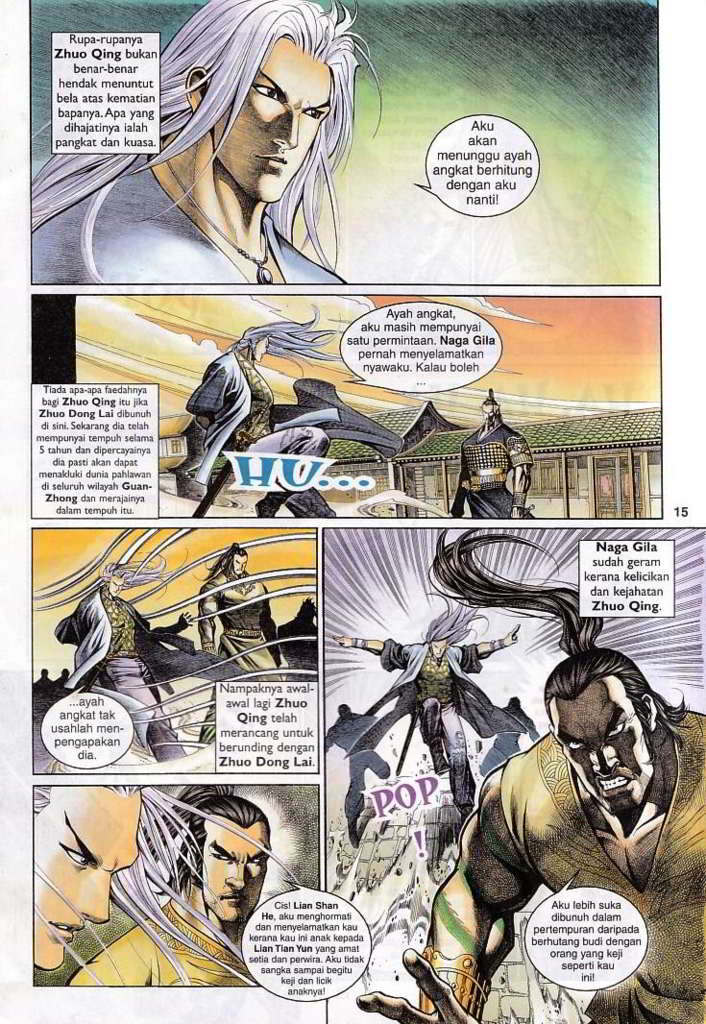 Rupa-rupanya
Zhuo Qing bukan
benar-benar
hendak menuntut
bela atas kematian
bapanya. Apa yang
dihajatinya ialah
pangkat dan kuasa.
Aku
akan
menunggu ayah
angkat berhitung
dengan aku
nanti!
Ayah angkat,
aku masih mempunyai
satu permintaan. Naga Gila
pernah menyelamatkan
nyawaku. Kalau boleh
...
Tiada apa-apa faedahnya
bagi Zhuo Qing itu jika
Zhuo Dong Lai dibunuh
di sini. Sekarang dia telah
mempunyai tempuh selama
5 tahun dan dipercayainya
dia pasti akan dapat
menakluki dunia pahlawan
di seluruh wilayah Guan-
Zhong dan merajainya
dalam tempuh itu.
HU...
15
...ayah
angkat tak
usahlah men-
pengapakan
dia.
Nampaknya awal-
awal lagi Zhuo
Qing telah
merancang untuk
berunding dengan
Zhuo Dong Lai.
Naga Gila
sudah geram
kerana kelicikan
dan kejahatan
Zhuo Qing.
POP
!
Cis! Lian Shan
He, aku menghormati
dan menyelamatkan kau
kerana kau ini anak kepada
Lian Tian Yun yang amat
setia dan perwira. Aku tidak
sangka sampai begitu
keji dan licik
anaknya!
Aku lebih suka
dibunuh dalam
pertempuran daripada
berhutang budi dengan
orang yang keji
seperti kau
ini!